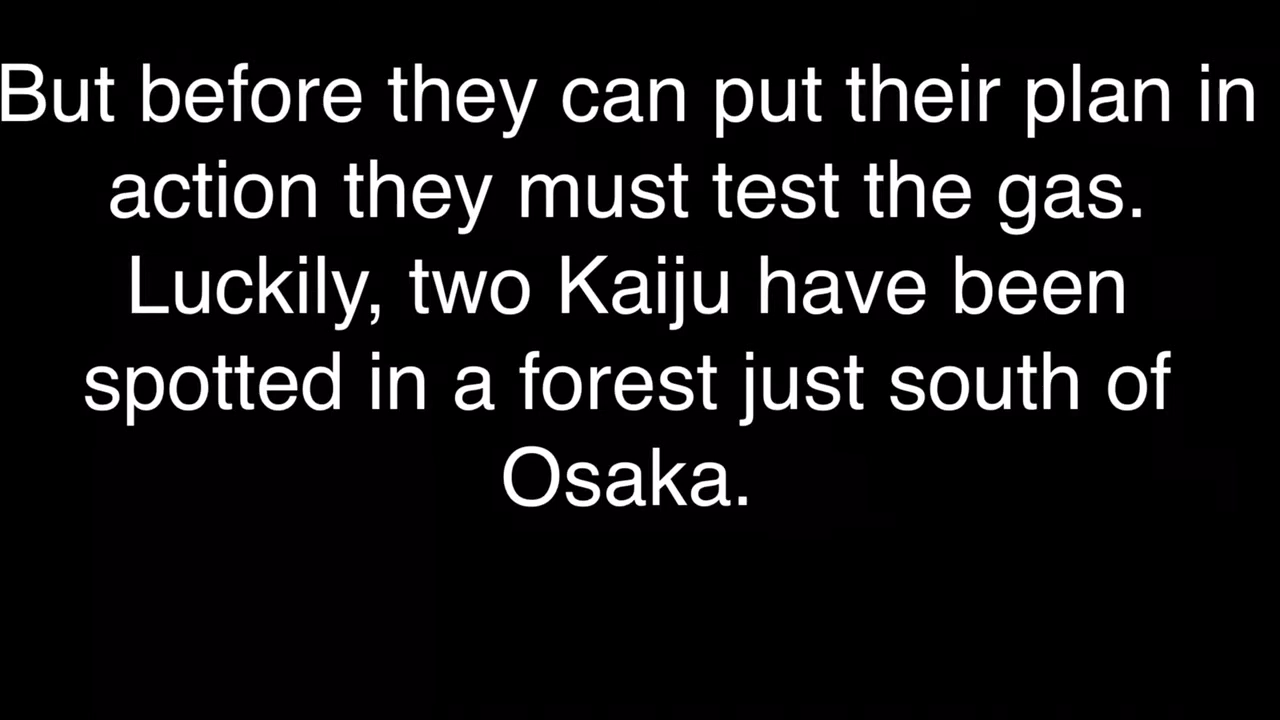 But before they can put their plan in
action they must test the gas.
Luckily, two Kaiju have been
spotted in a forest just south of
Osaka.